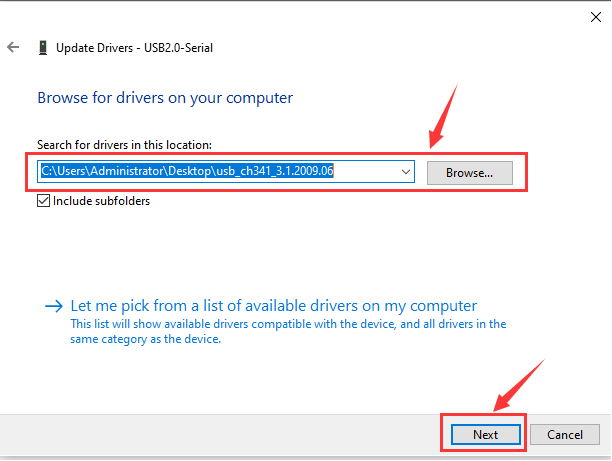 Update Drivers - USB2.0-Serial
Browse for drivers on your computer
Search for drivers in this location:
C:\Users\Administrator\Desktop\usb_ch341_3.1.2009.06
Browse...
Include subfolders
Let me pick from a list of available drivers on my computer
This list will show available drivers compatible with the device, and all drivers in the
same category as the device.
Next
Cancel